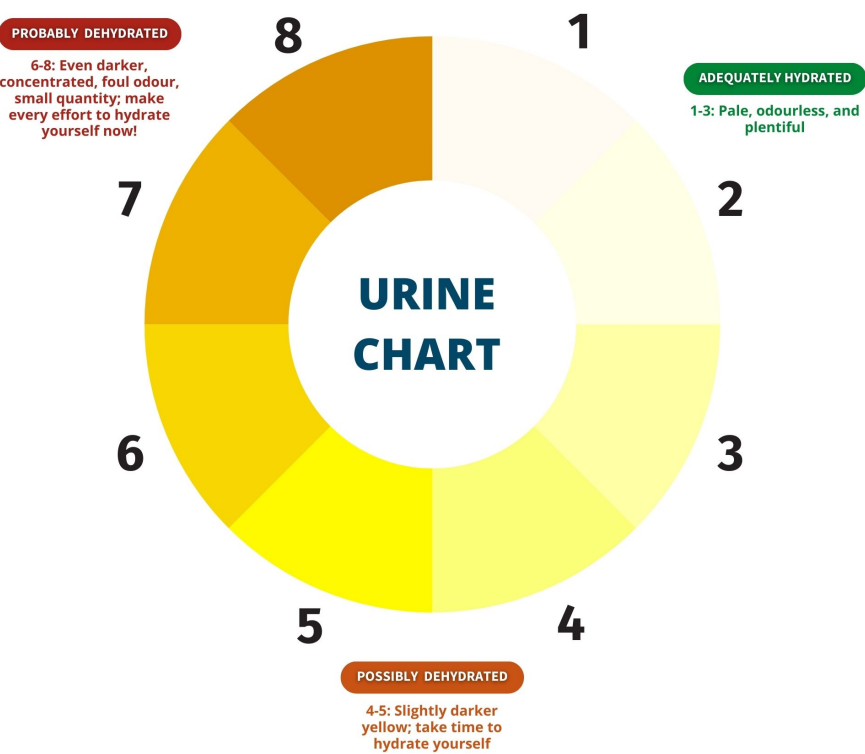 PROBABLY DEHYDRATED
6-8: Even darker,
concentrated, foul odour,
small quantity; make
every effort to hydrate
yourself now!
8
1
ADEQUATELY HYDRATED
1-3: Pale, odourless, and
plentiful
7
2
URINE
CHART
6
3
5
4
POSSIBLY DEHYDRATED
4-5: Slightly darker
yellow; take time to
hydrate yourself